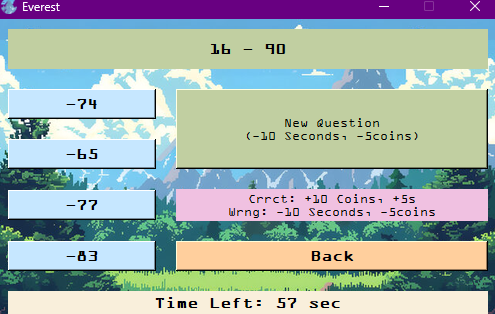 Everest
16 - 90
-74
New Question
(-10 Seconds, -5coins)
-65
-77
Crrct: +10 Coins, +5s
Wrng: -10 Seconds, -5coins
-83
Back
Time Left: 57 sec